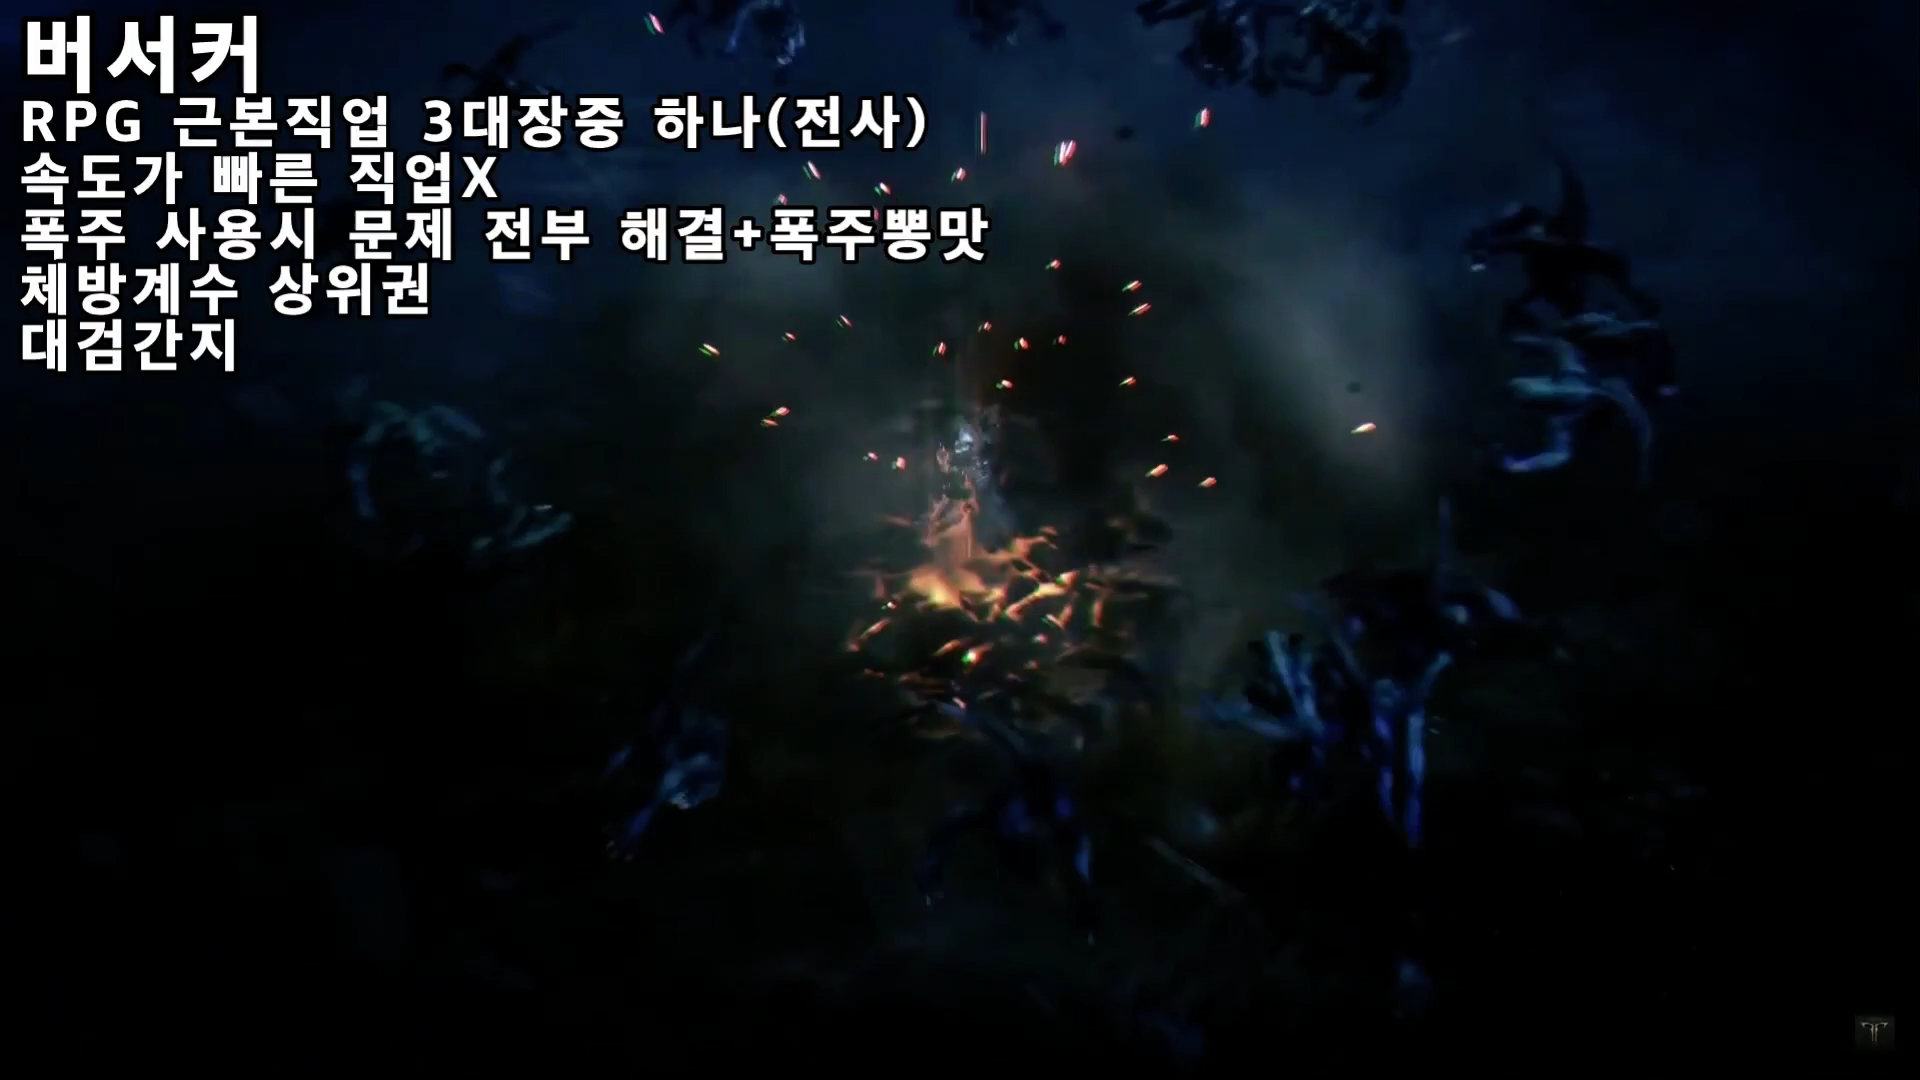 버서커
RPG 근본직업 3대장중 하나(전사)
속도가 빠른 직업X
폭주 사용시 문제 전부 해결+폭주뽕맛
체방계수 상위권
대검간지